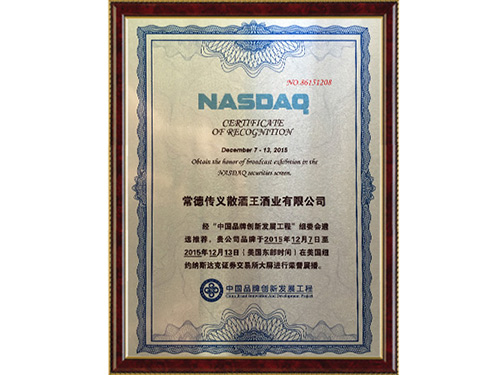 NO.86151208
NASDAQ
CERTIFICATE
OF RECOGNITION
December 7 - 13, 2015
Obtain the honor of broadcast exhibition in the
NASDAQ securities screen.
常德传义散酒王酒业有限公司
经“中国品牌创新发展工程”组委会遴
选推荐，贵公司品牌于2015年12月7日至
2015年12月13日（美国东部时间）在美国纽
约纳斯达克证券交易所大屏进行荣誉展播。
中国品牌创新发展工程
China Brand Innovation And Development Project